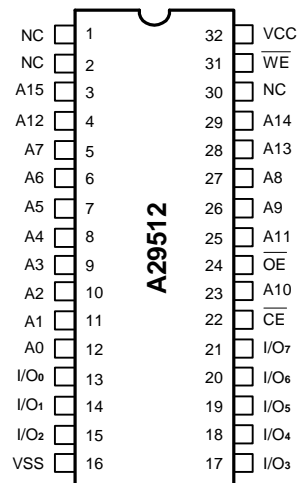 NC 1 32 VCC
NC 2 31 W̅E̅
A15 3 30 NC
A12 4 29 A14
A7 5 28 A13
A6 6 27 A8
A5 7 26 A9
A4 8 25 A11
A3 9 24 O̅E̅
A2 10 23 A10
A1 11 22 C̅E̅
A0 12 21 I/O₇
I/O₀ 13 20 I/O₆
I/O₁ 14 19 I/O₅
I/O₂ 15 18 I/O₄
VSS 16 17 I/O₃
A29512